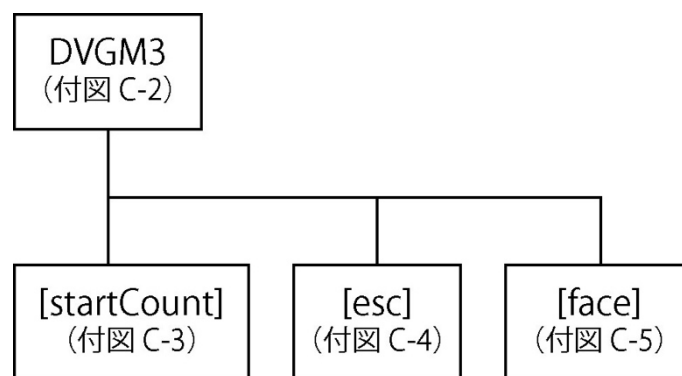 DVGM3
（付図 C-2）
[startCount]
（付図 C-3）
[esc]
（付図 C-4）
[face]
（付図 C-5）